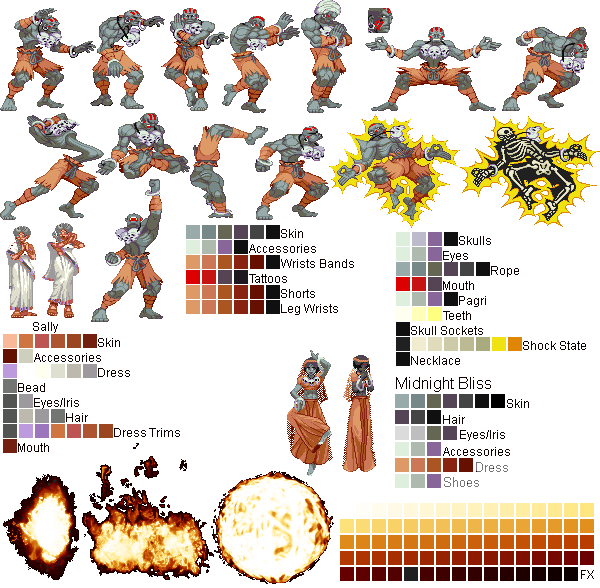 Skin
Accessories
Wrists Bands
Tattoos
Shorts
Leg Wrists
Skulls
Eyes
Rope
Mouth
Pagri
Teeth
Skull Sockets
Shock State
Necklace
Sally
Skin
Accessories
Dress
Bead
Eyes/Iris
Hair
Dress Trims
Mouth
Midnight Bliss
Skin
Hair
Eyes/Iris
Accessories
Dress
Shoes
FX